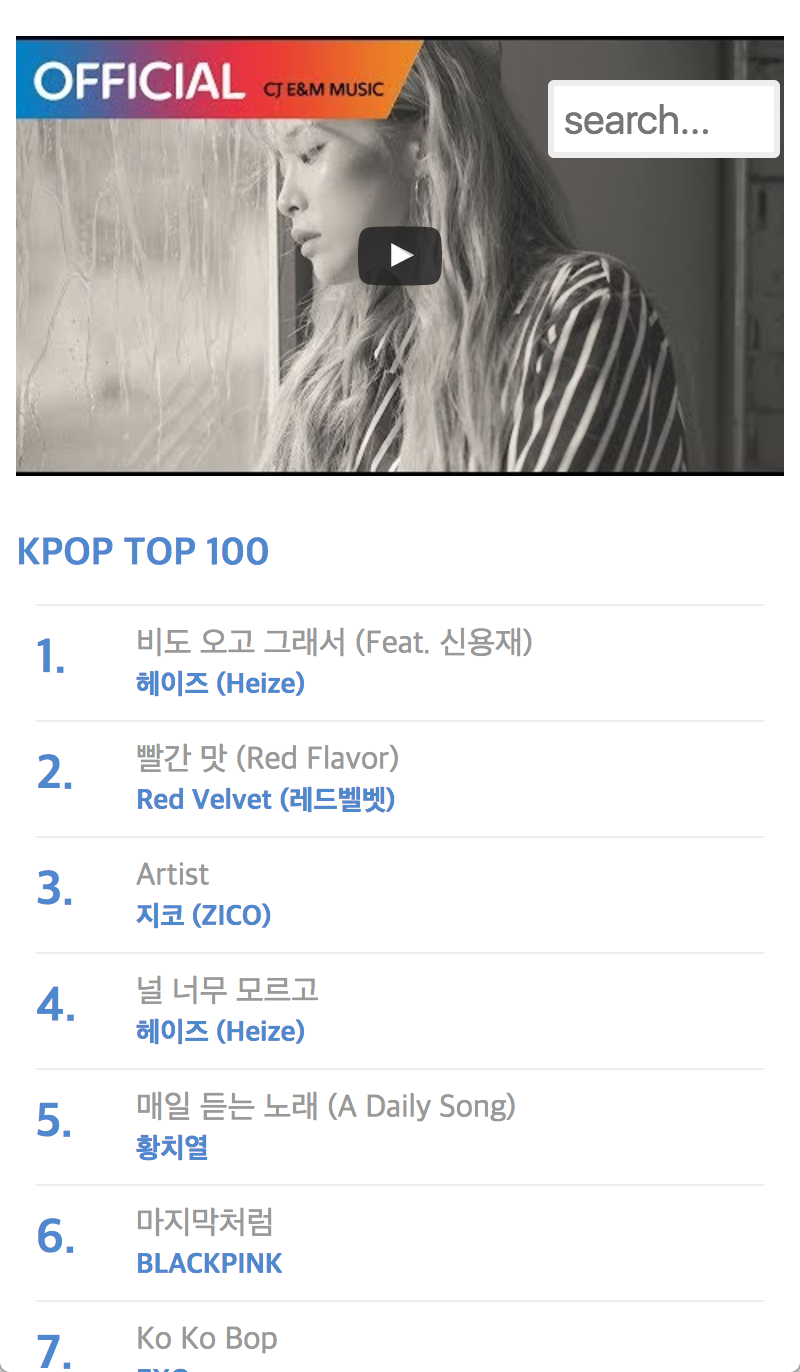 OFFICIAL CJ E&M MUSIC
search...
KPOP TOP 100
1.
비도 오고 그래서 (Feat. 신용재)
헤이즈 (Heize)
2.
빨간 맛 (Red Flavor)
Red Velvet (레드벨벳)
3.
Artist
지코 (ZICO)
4.
널 너무 모르고
헤이즈 (Heize)
5.
매일 듣는 노래 (A Daily Song)
황치열
6.
마지막처럼
BLACKPINK
7.
Ko Ko Bop